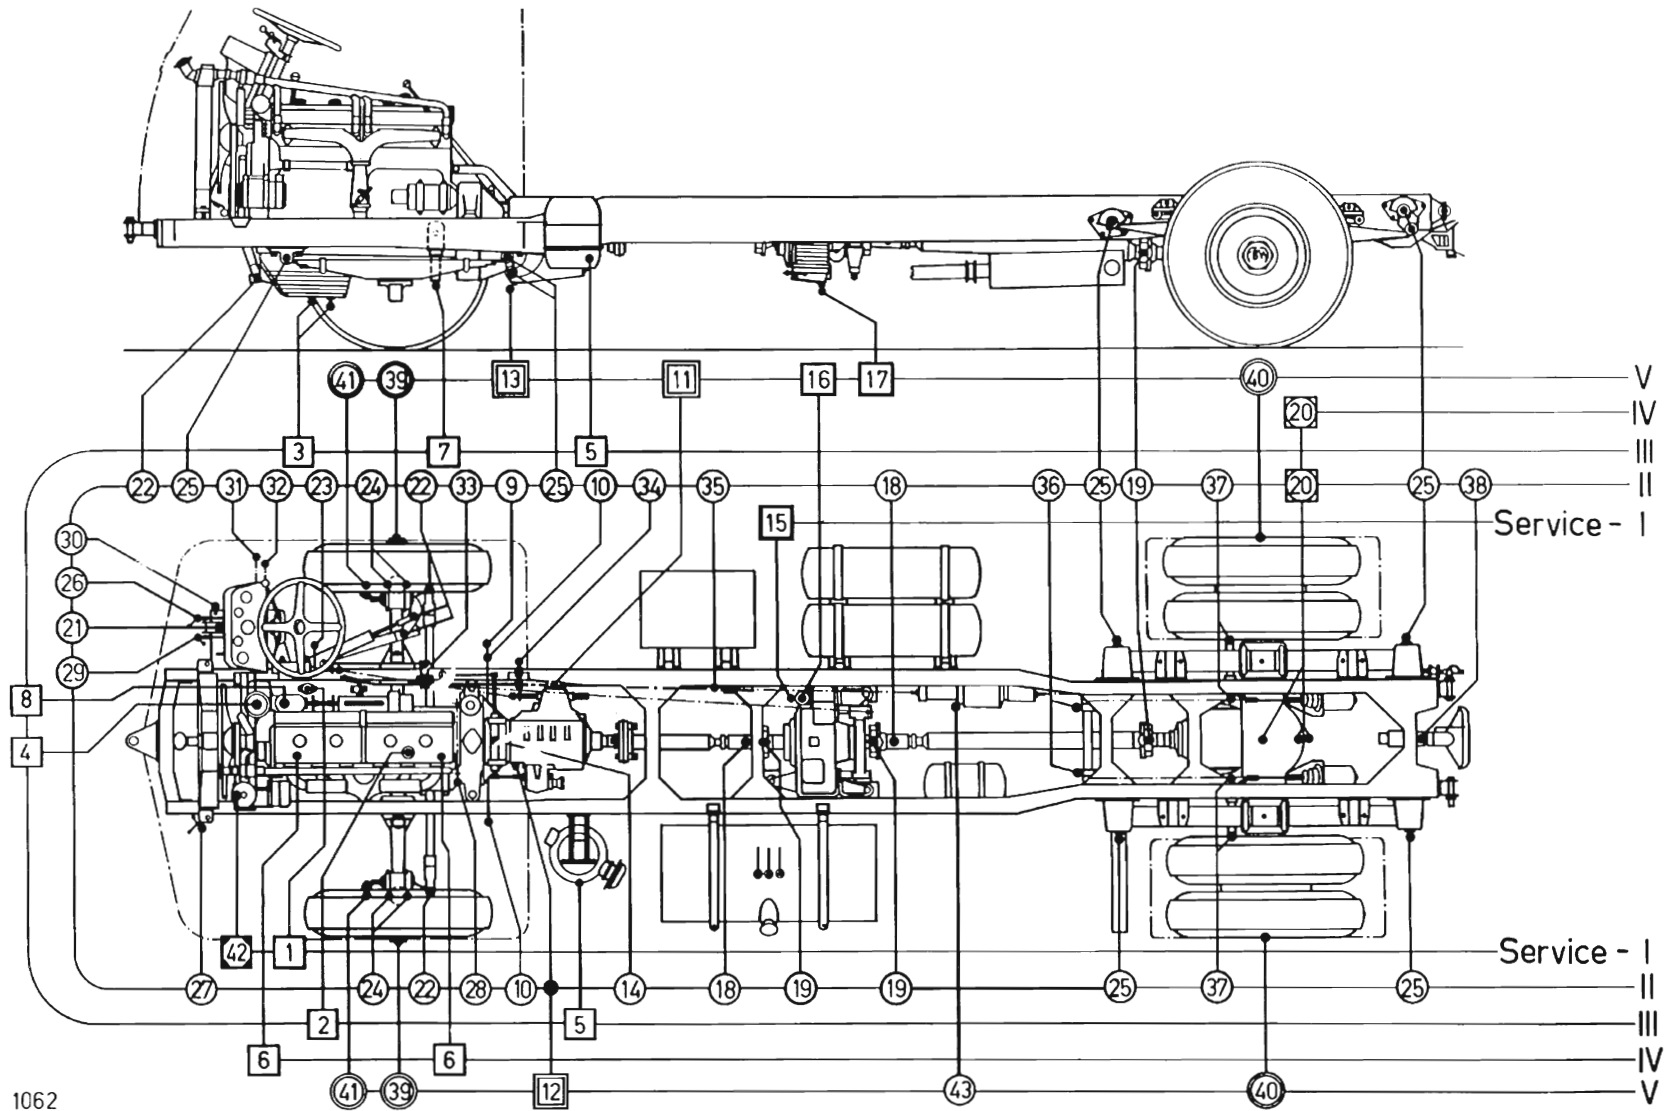 41 39 13 11 16 17 40 V
20 IV
3 7 5 III
22 25 31 32 23 24 22 33 9 25 10 34 35 18 36 25 19 37 20 25 38 II
15 Service - I
30
26
21
29
8
4
42 1 Service - I
27 24 22 28 10 14 18 19 19 25 37 25 II
2 5 III
6 6 IV
41 39 12 43 40 V
1062